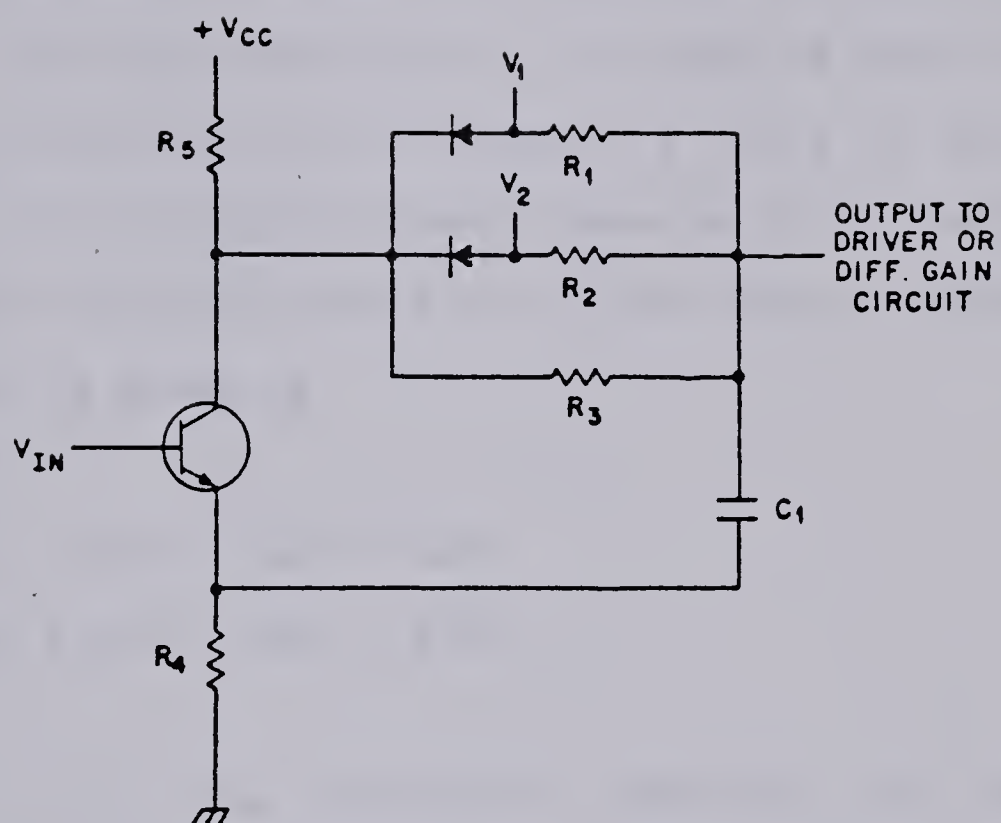 + VCC
R5
V1
R1
V2
R2
OUTPUT TO
DRIVER OR
DIFF. GAIN
CIRCUIT
R3
VIN
C1
R4